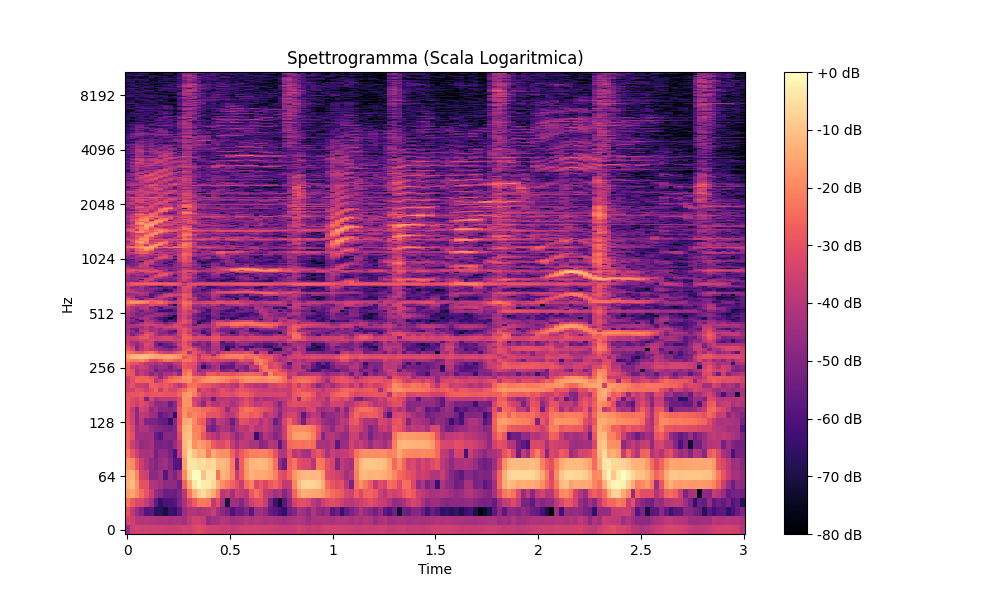 Spettrogramma (Scala Logaritmica)
Hz
8192
4096
2048
1024
512
256
128
64
0
0 0.5 1 1.5 2 2.5 3
Time
+0 dB
-10 dB
-20 dB
-30 dB
-40 dB
-50 dB
-60 dB
-70 dB
-80 dB